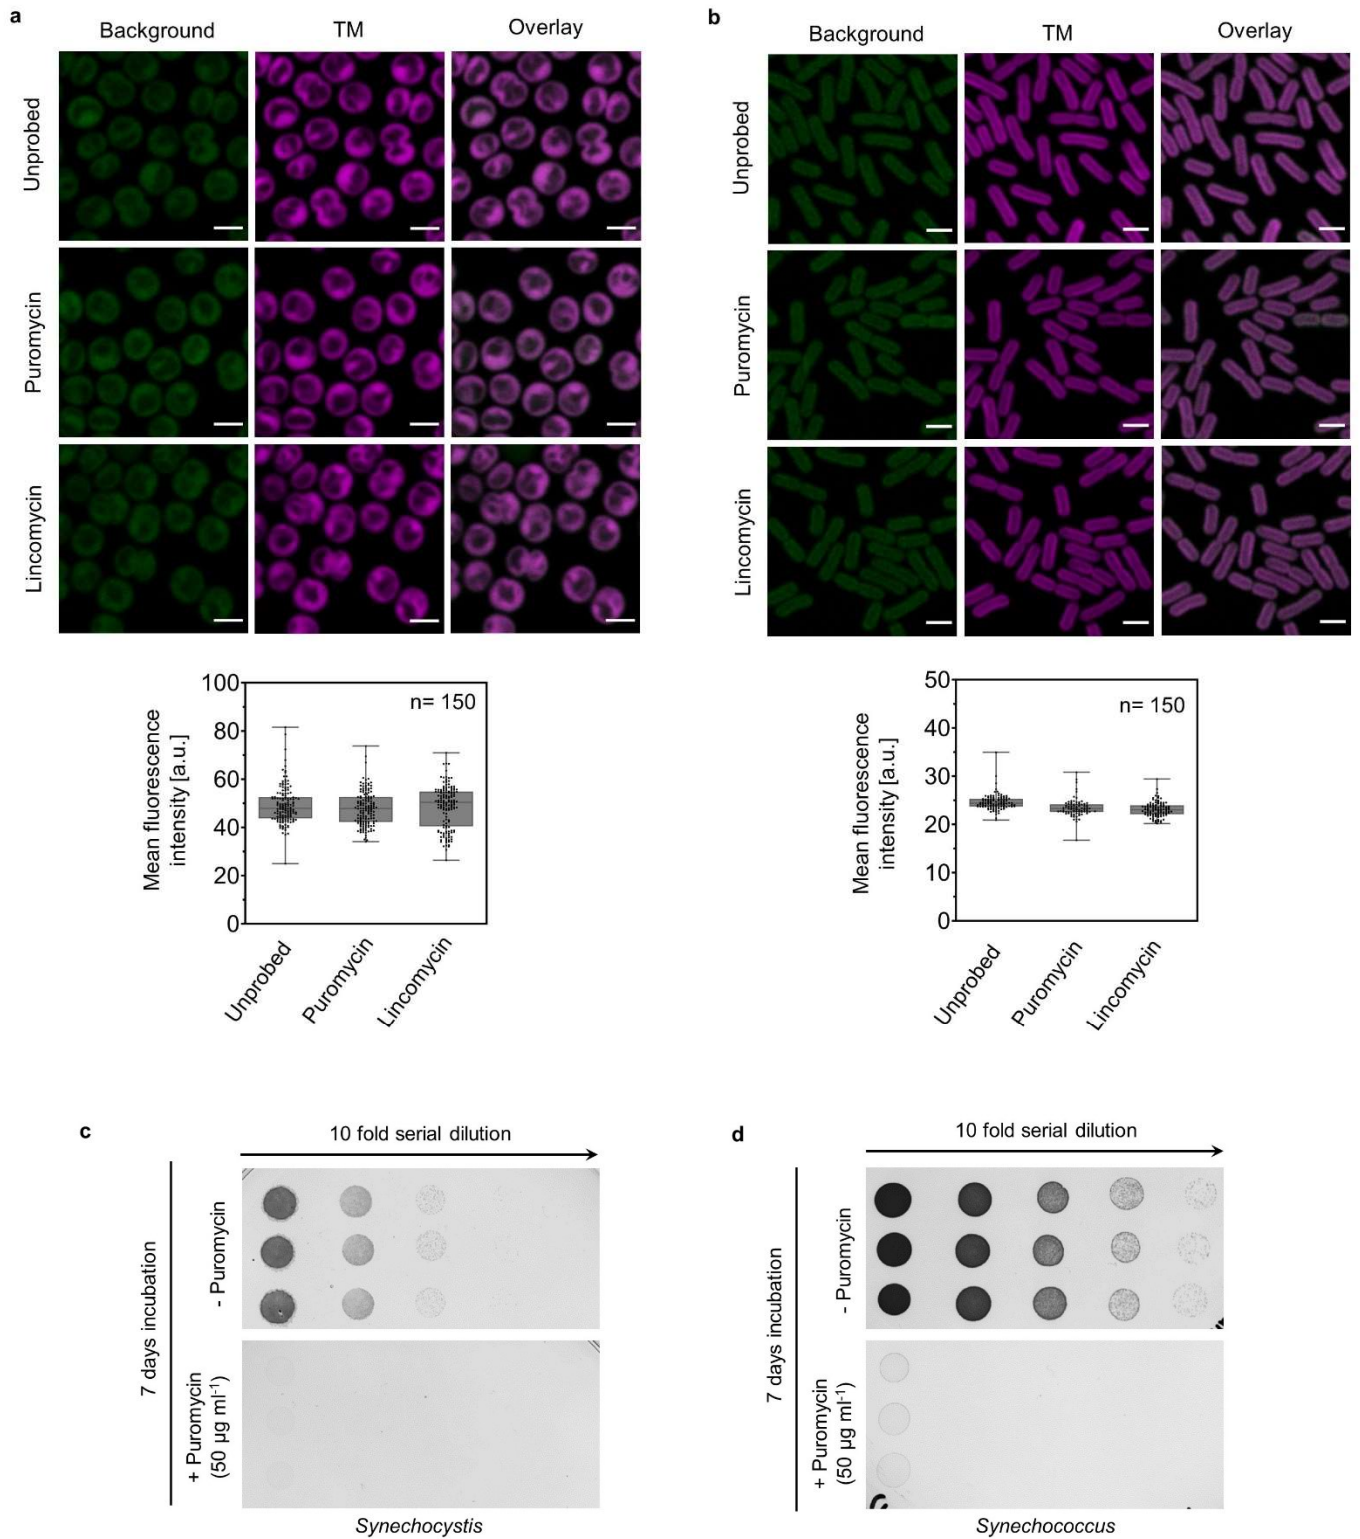 a
Background
TM
Overlay
Unprobed
Puromycin
Lincomycin
Mean fluorescence
intensity [a.u.]
100
80
60
40
20
0
n= 150
Unprobed
Puromycin
Lincomycin
b
Background
TM
Overlay
Unprobed
Puromycin
Lincomycin
Mean fluorescence
intensity [a.u.]
50
40
30
20
10
0
n= 150
Unprobed
Puromycin
Lincomycin
c
10 fold serial dilution
7 days incubation
- Puromycin
+ Puromycin
(50 µg ml⁻¹)
Synechocystis
d
10 fold serial dilution
7 days incubation
- Puromycin
+ Puromycin
(50 µg ml⁻¹)
Synechococcus